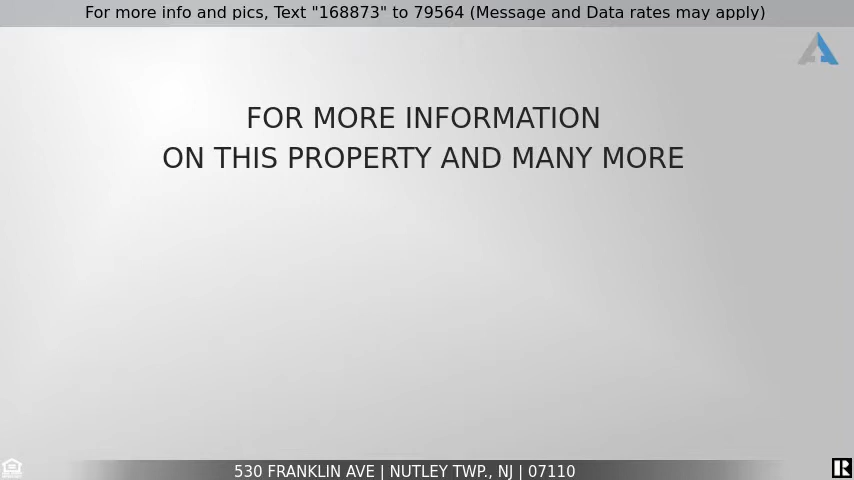 For more info and pics, Text "168873" to 79564 (Message and Data rates may apply)
FOR MORE INFORMATION
ON THIS PROPERTY AND MANY MORE
530 FRANKLIN AVE | NUTLEY TWP., NJ | 07110